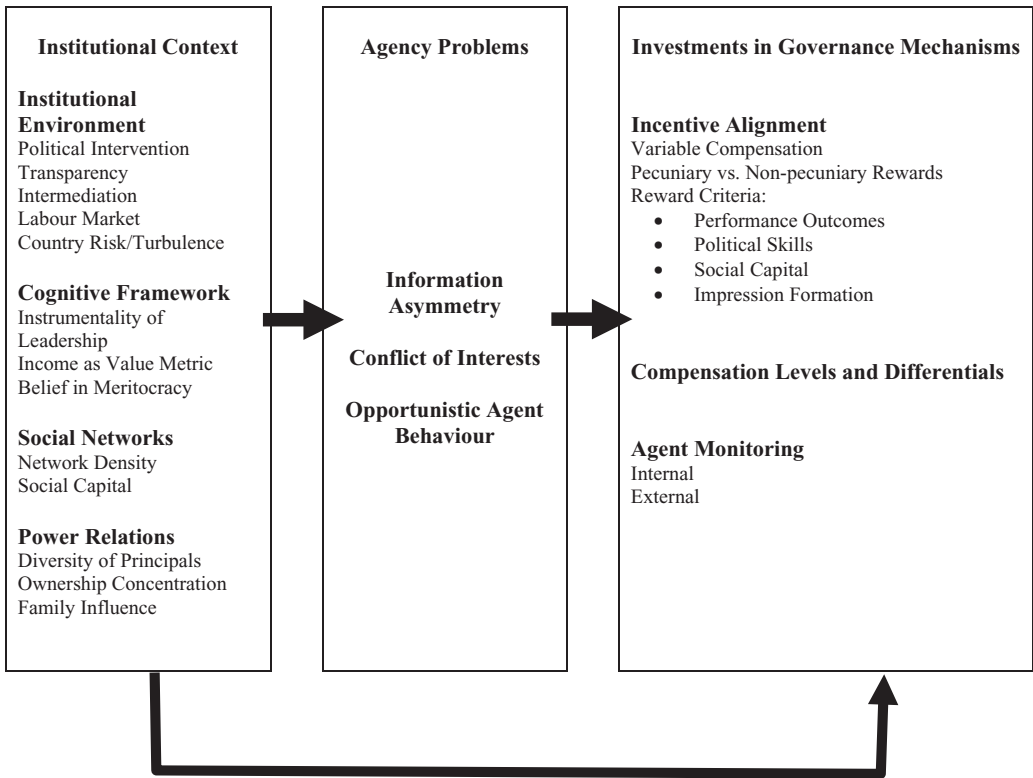 Institutional Context
Institutional
Environment
Political Intervention
Transparency
Intermediation
Labour Market
Country Risk/Turbulence
Cognitive Framework
Instrumentality of
Leadership
Income as Value Metric
Belief in Meritocracy
Social Networks
Network Density
Social Capital
Power Relations
Diversity of Principals
Ownership Concentration
Family Influence
Agency Problems
Information
Asymmetry
Conflict of Interests
Opportunistic Agent
Behaviour
Investments in Governance Mechanisms
Incentive Alignment
Variable Compensation
Pecuniary vs. Non-pecuniary Rewards
Reward Criteria:
• Performance Outcomes
• Political Skills
• Social Capital
• Impression Formation
Compensation Levels and Differentials
Agent Monitoring
Internal
External